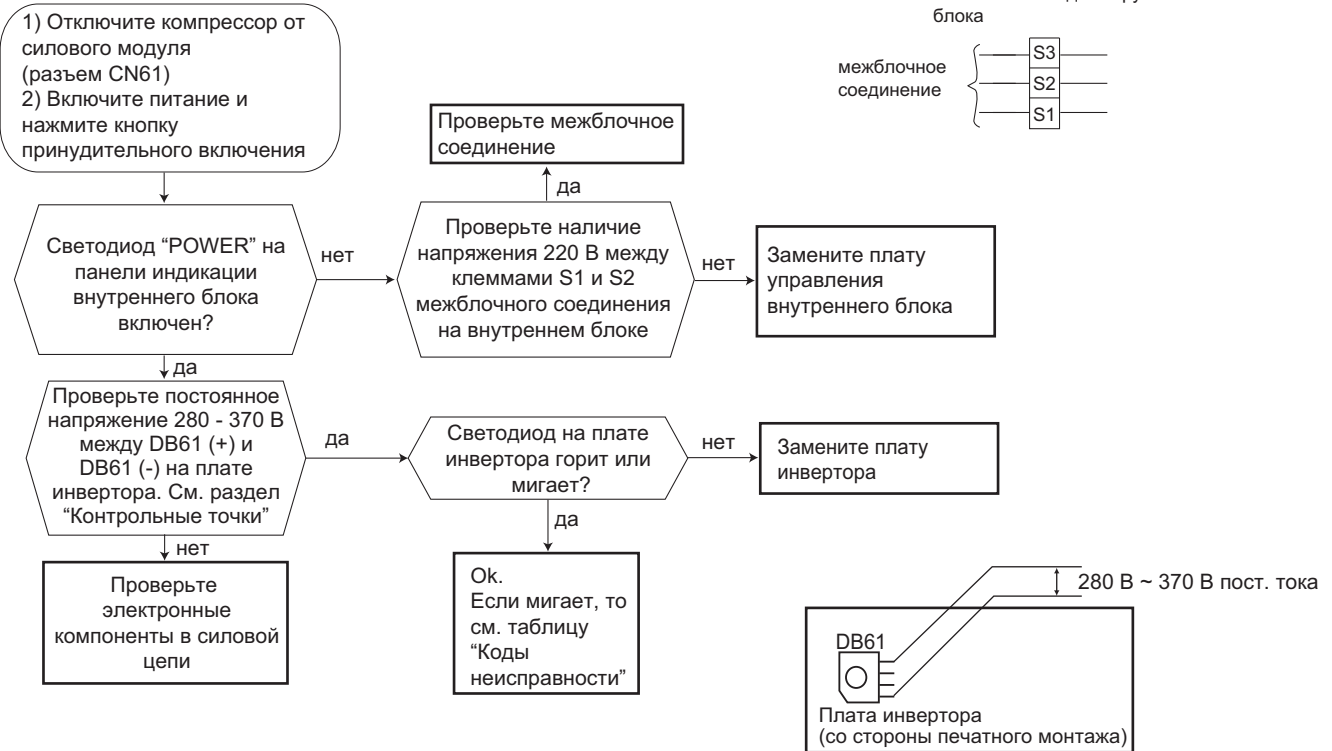 1) Отключите компрессор от
силового модуля
(разъем CN61)
2) Включите питание и
нажмите кнопку
принудительного включения
блока
межблочное
соединение
S3
S2
S1
Проверьте межблочное
соединение
да
Светодиод “POWER” на
панели индикации
внутреннего блока
включен?
нет
Проверьте наличие
напряжения 220 В между
клеммами S1 и S2
межблочного соединения
на внутреннем блоке
нет
Замените плату
управления
внутреннего блока
да
Проверьте постоянное
напряжение 280 - 370 В
между DB61 (+) и
DB61 (-) на плате
инвертора. См. раздел
“Контрольные точки”
да
Светодиод на плате
инвертора горит или
мигает?
нет
Замените плату
инвертора
нет
Проверьте
электронные
компоненты в силовой
цепи
да
Ok.
Если мигает, то
см. таблицу
“Коды
неисправности”
280 В ~ 370 В пост. тока
DB61
Плата инвертора
(со стороны печатного монтажа)